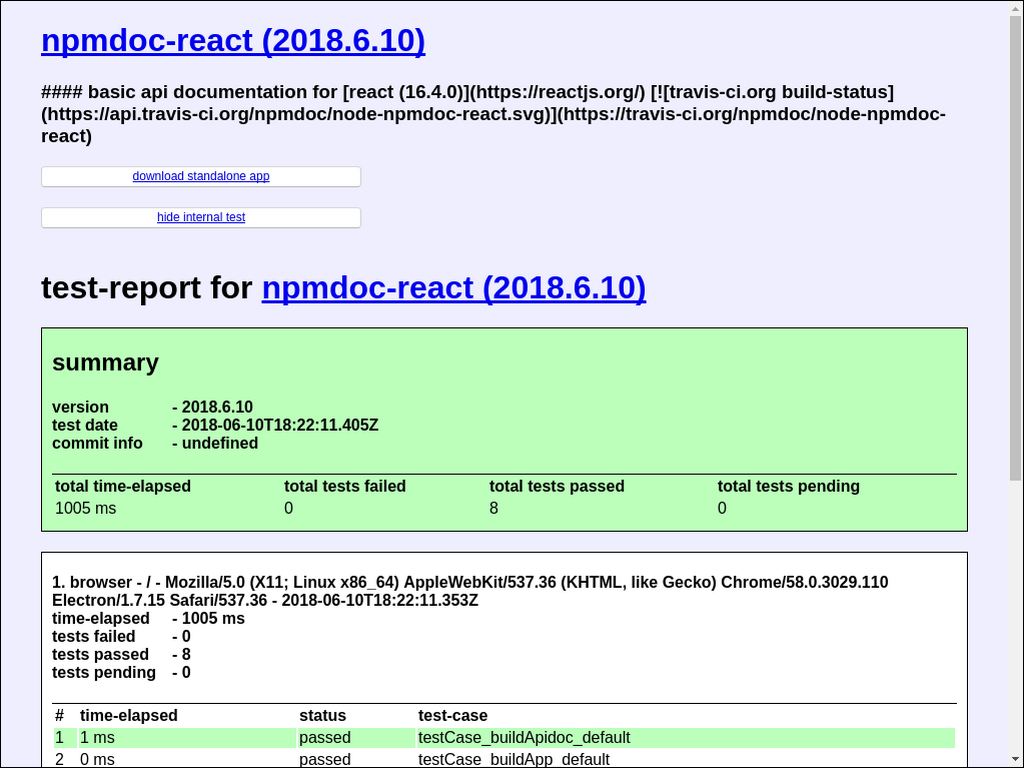 npmdoc-react (2018.6.10)
#### basic api documentation for [react (16.4.0)](https://reactjs.org/) [![travis-ci.org build-status]
(https://api.travis-ci.org/npmdoc/node-npmdoc-react.svg)](https://travis-ci.org/npmdoc/node-npmdoc-
react)
download standalone app
hide internal test
test-report for npmdoc-react (2018.6.10)
summary
version - 2018.6.10
test date - 2018-06-10T18:22:11.405Z
commit info - undefined
total time-elapsed total tests failed total tests passed total tests pending
1005 ms 0 8 0
1. browser - / - Mozilla/5.0 (X11; Linux x86_64) AppleWebKit/537.36 (KHTML, like Gecko) Chrome/58.0.3029.110
Electron/1.7.15 Safari/537.36 - 2018-06-10T18:22:11.353Z
time-elapsed - 1005 ms
tests failed - 0
tests passed - 8
tests pending - 0
# time-elapsed status test-case
1 1 ms passed testCase_buildApidoc_default
2 0 ms passed testCase_buildApp_default